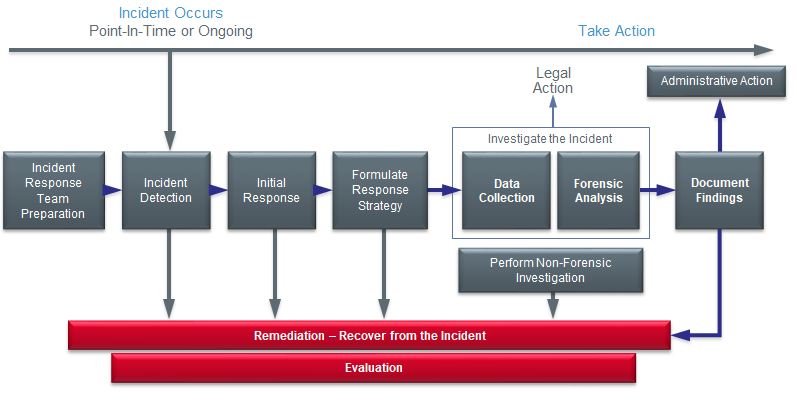 Incident Occurs
Point-In-Time or Ongoing
Take Action
Legal
Action
Administrative Action
Investigate the Incident
Incident
Response
Team
Preparation
Incident
Detection
Initial
Response
Formulate
Response
Strategy
Data
Collection
Forensic
Analysis
Document
Findings
Perform Non-Forensic
Investigation
Remediation – Recover from the Incident
Evaluation